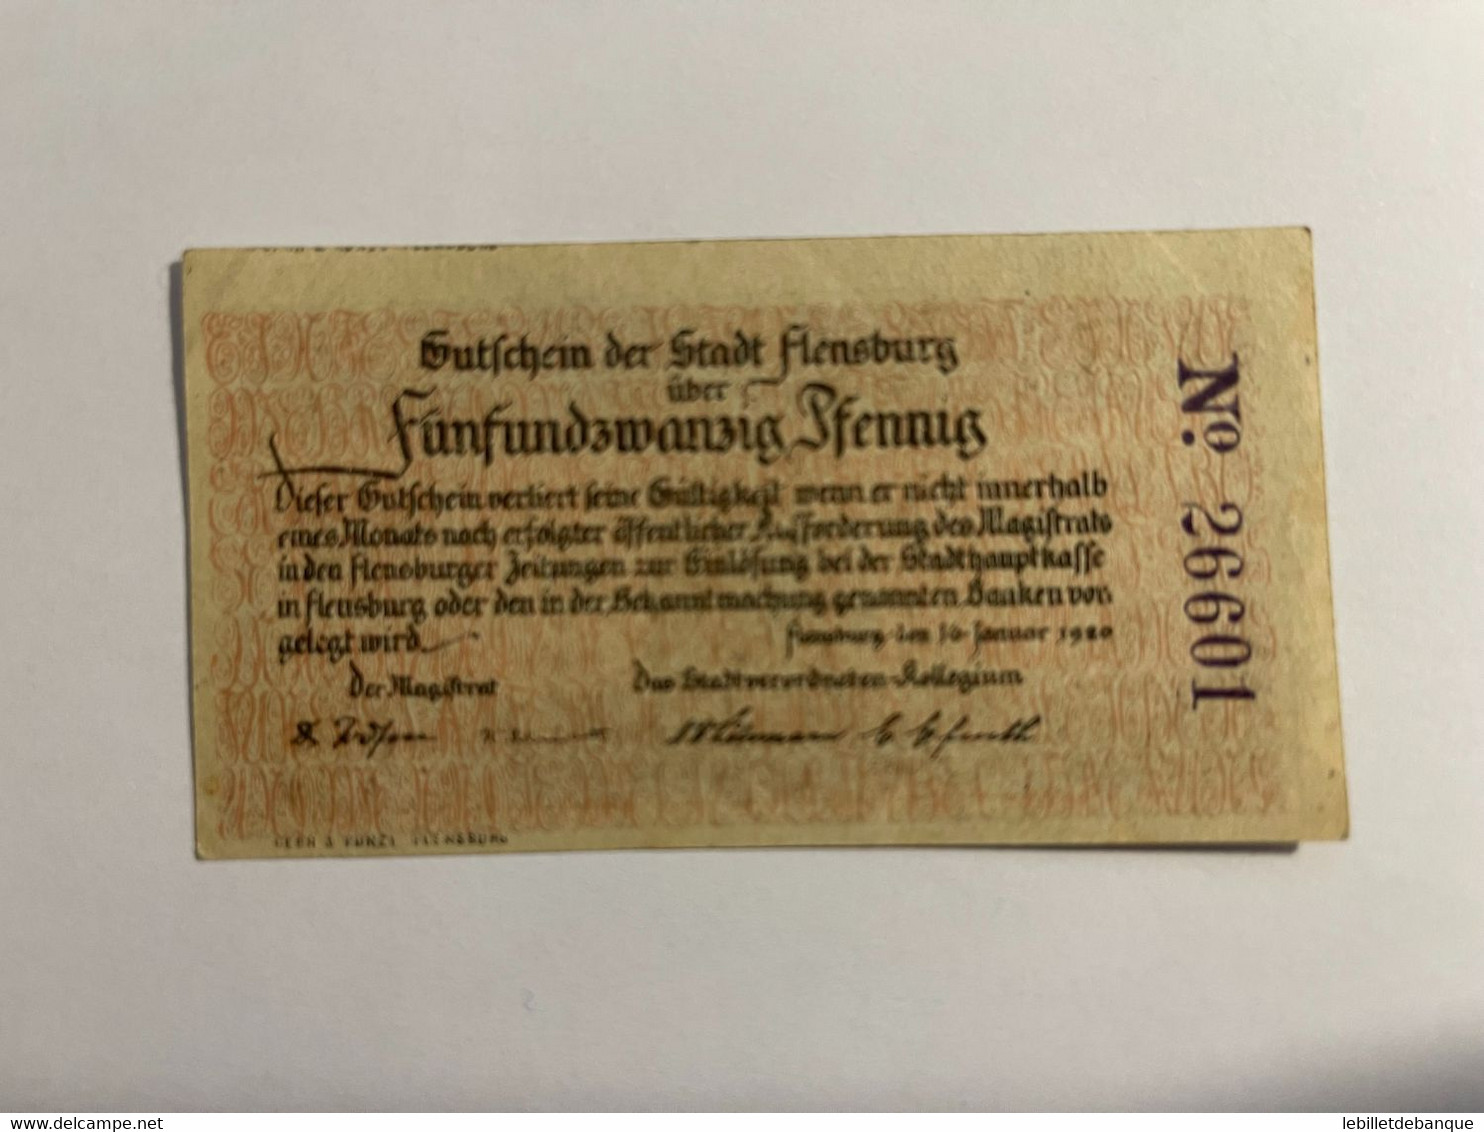 Gutschein der Stadt Flensburg
über
Fünfundzwanzig Pfennig
Dieser Gutschein verliert seine Gültigkeit wenn er nicht innerhalb
eines Monats nach erfolgter öffentlicher Aufforderung des Magistrats
in den Flensburger Zeitungen zur Einlösung bei der Stadthauptkasse
in Flensburg oder den in der Bekanntmachung genannten Banken vor
gelegt wird.
Flensburg, den 10. Januar 1920
Der Magistrat
Das Stadtverordneten-Kollegium
No. 26601
FLENSBURG
www.delcampe.net
lebilletdebanque